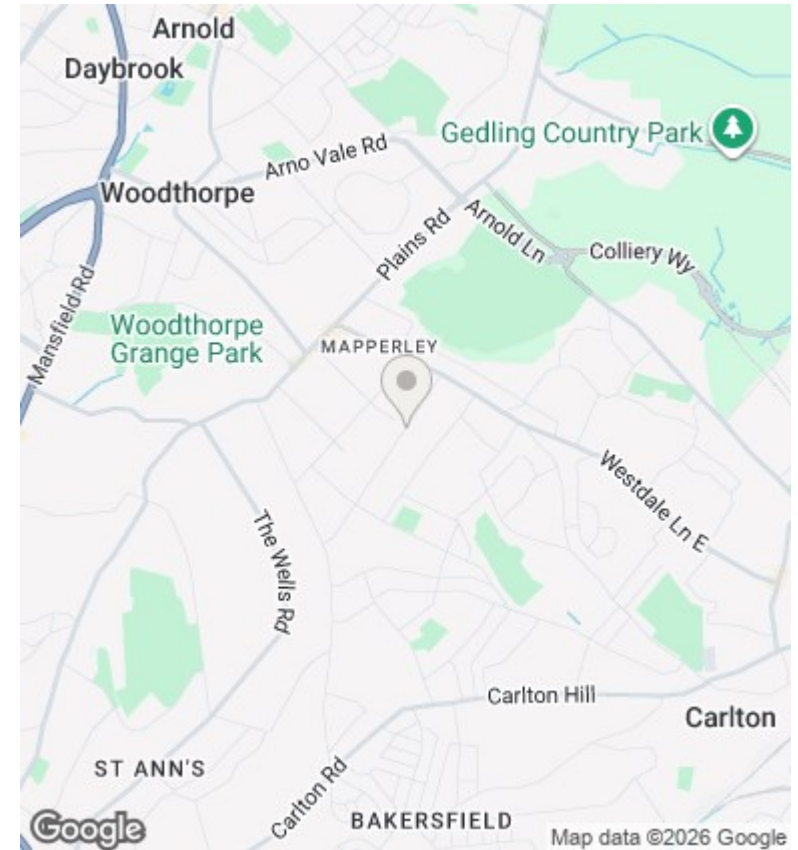 Arnold
Daybrook
Gedling Country Park
Arno Vale Rd
Woodthorpe
Plains Rd
Arnold Ln
Colliery Wy
Mansfield Rd
Woodthorpe
Grange Park
MAPPERLEY
Westdale Ln E
The Wells Rd
Carlton Hill
Carlton
ST ANN'S
Carlton Rd
BAKERSFIELD
Google
Map data ©2026 Google